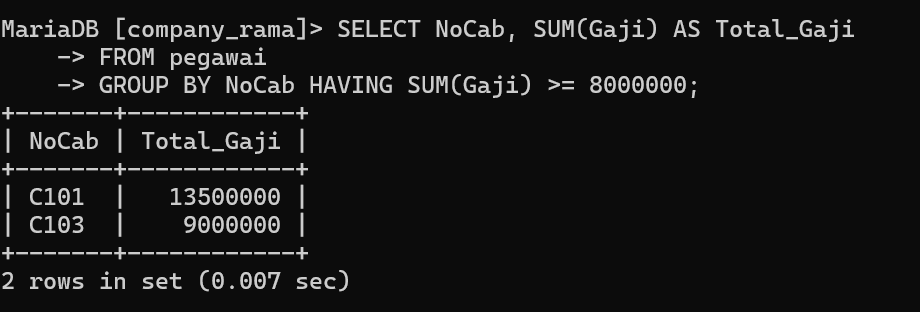 MariaDB [company_rama]> SELECT NoCab, SUM(Gaji) AS Total_Gaji
    -> FROM pegawai
    -> GROUP BY NoCab HAVING SUM(Gaji) >= 8000000;
+-------+------------+
| NoCab | Total_Gaji |
+-------+------------+
| C101  |   13500000 |
| C103  |    9000000 |
+-------+------------+
2 rows in set (0.007 sec)